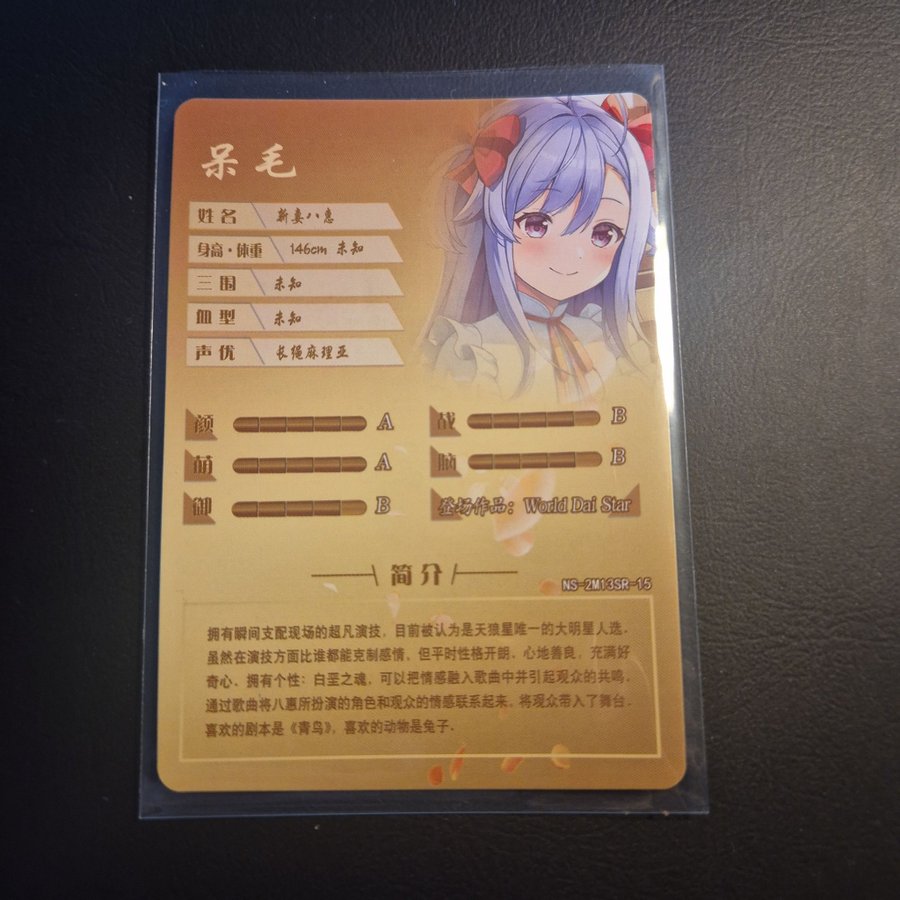 呆毛
姓名 新妻八惠
身高·体重 146cm 未知
三围 未知
血型 未知
声优 长绳麻理亚
颜 A
战 B
萌 A
脑 B
御 B
登场作品：World Dai Star
简介
NS-2M13SR-15
拥有瞬间支配现场的超凡演技，目前被认为是天狼星唯一的大明星人选．
虽然在演技方面比谁都能克制感情，但平时性格开朗、心地善良，充满好
奇心．拥有个性：白垩之魂，可以把情感融入歌曲中并引起观众的共鸣．
通过歌曲将八惠所扮演的角色和观众的情感联系起来，将观众带入了舞台．
喜欢的剧本是《青鸟》，喜欢的动物是兔子．